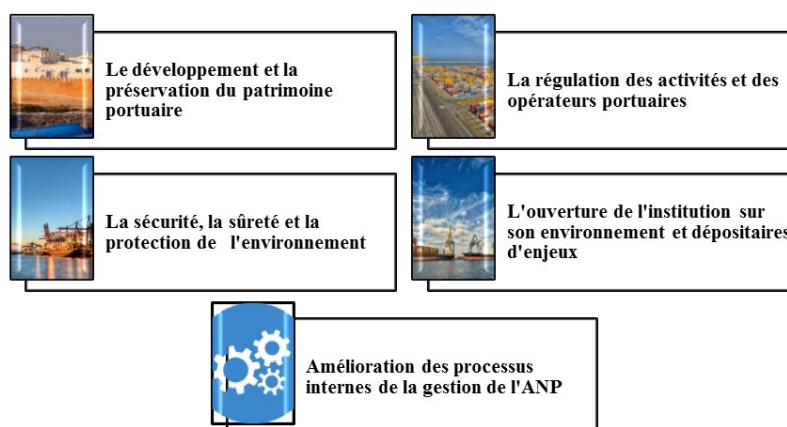 Le développement et la
préservation du patrimoine
portuaire
La régulation des activités et des
opérateurs portuaires
La sécurité, la sûreté et la
protection de l'environnement
L'ouverture de l'institution sur
son environnement et dépositaires
d'enjeux
Amélioration des processus
internes de la gestion de l'ANP